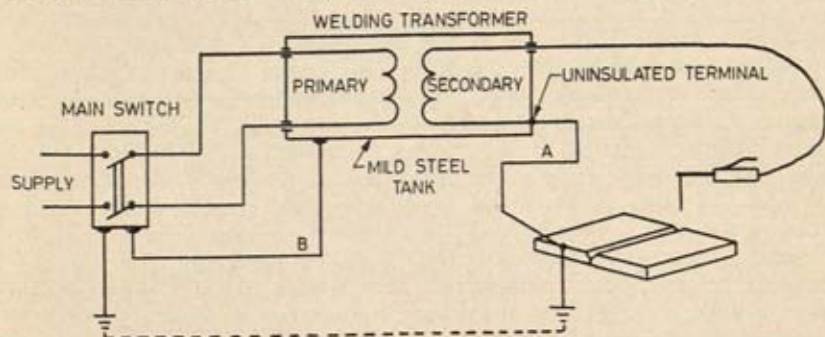 WELDING TRANSFORMER
PRIMARY
SECONDARY
UNINSULATED TERMINAL
MAIN SWITCH
A
MILD STEEL
TANK
SUPPLY
B